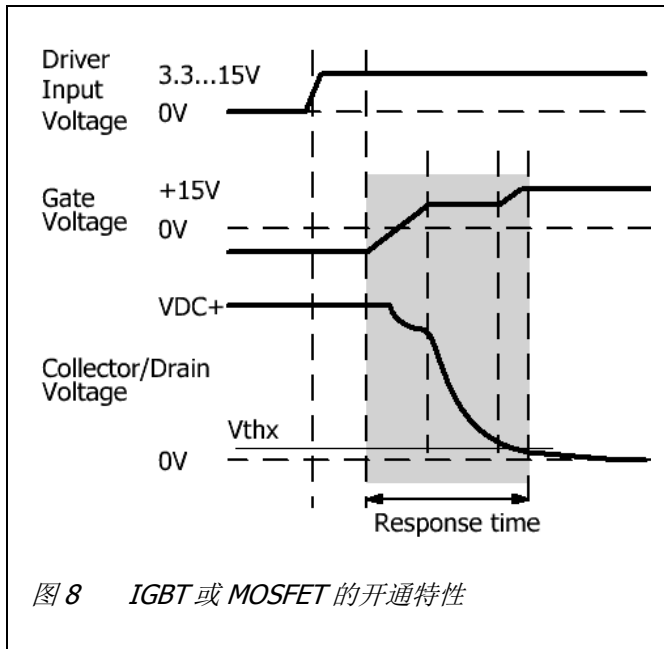 Driver
Input
Voltage
3.3...15V
0V
Gate
Voltage
+15V
0V
VDC+
Collector/Drain
Voltage
Vthx
0V
Response time
图 8 IGBT 或 MOSFET 的开通特性